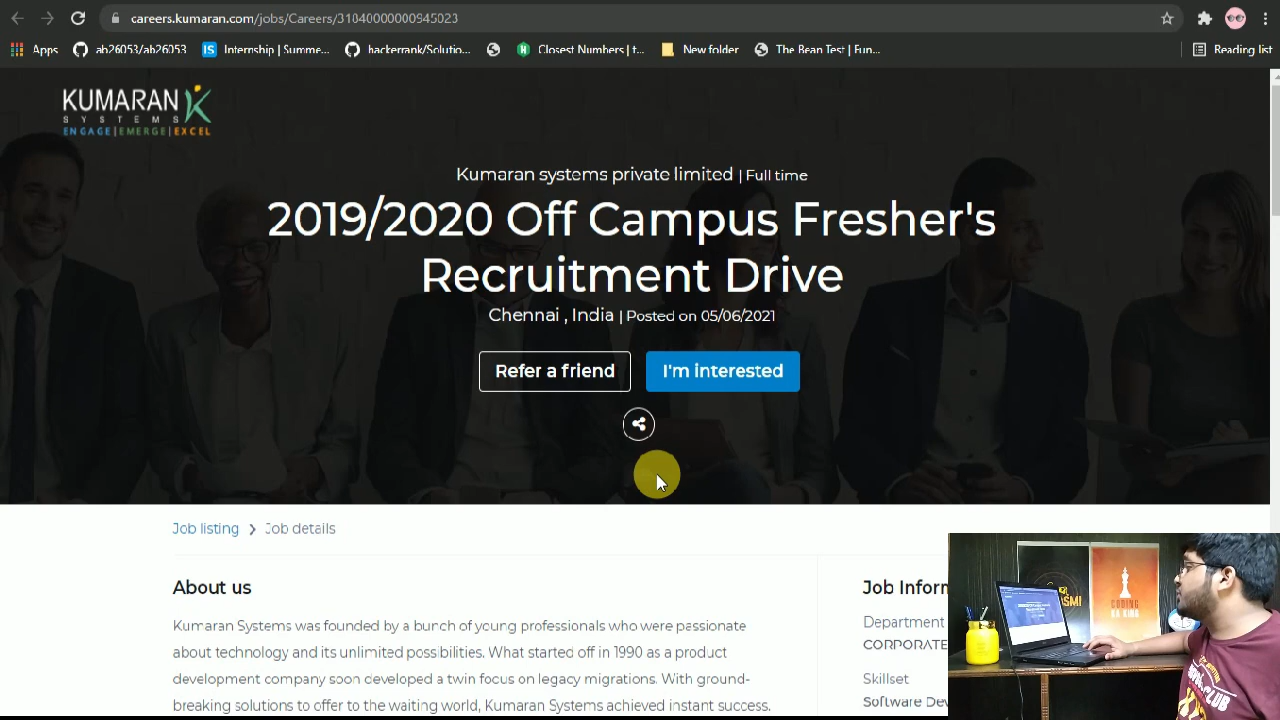 careers.kumaran.com/jobs/Careers/31840000000945023
Apps
ab26053/ab26053
IS
Internship | Summe...
hackerrank/Solutio...
Closest Numbers | t...
New folder
The Bean Test | Fun...
Reading list
KUMARAN
SYSTEMS
ENGAGE|EMERGE|EXCEL
Kumaran systems private limited | Full time
2019/2020 Off Campus Fresher's
Recruitment Drive
Chennai , India | Posted on 05/06/2021
Refer a friend
I'm interested
Job listing
Job details
About us
Kumaran Systems was founded by a bunch of young professionals who were passionate
about technology and its unlimited possibilities. What started off in 1990 as a product
development company soon developed a twin focus on legacy migrations. With ground-
breaking solutions to offer to the waiting world, Kumaran Systems achieved instant success.
Job Inform
Department
CORPORATE
Skillset
Software Dev
CODING
KA KING